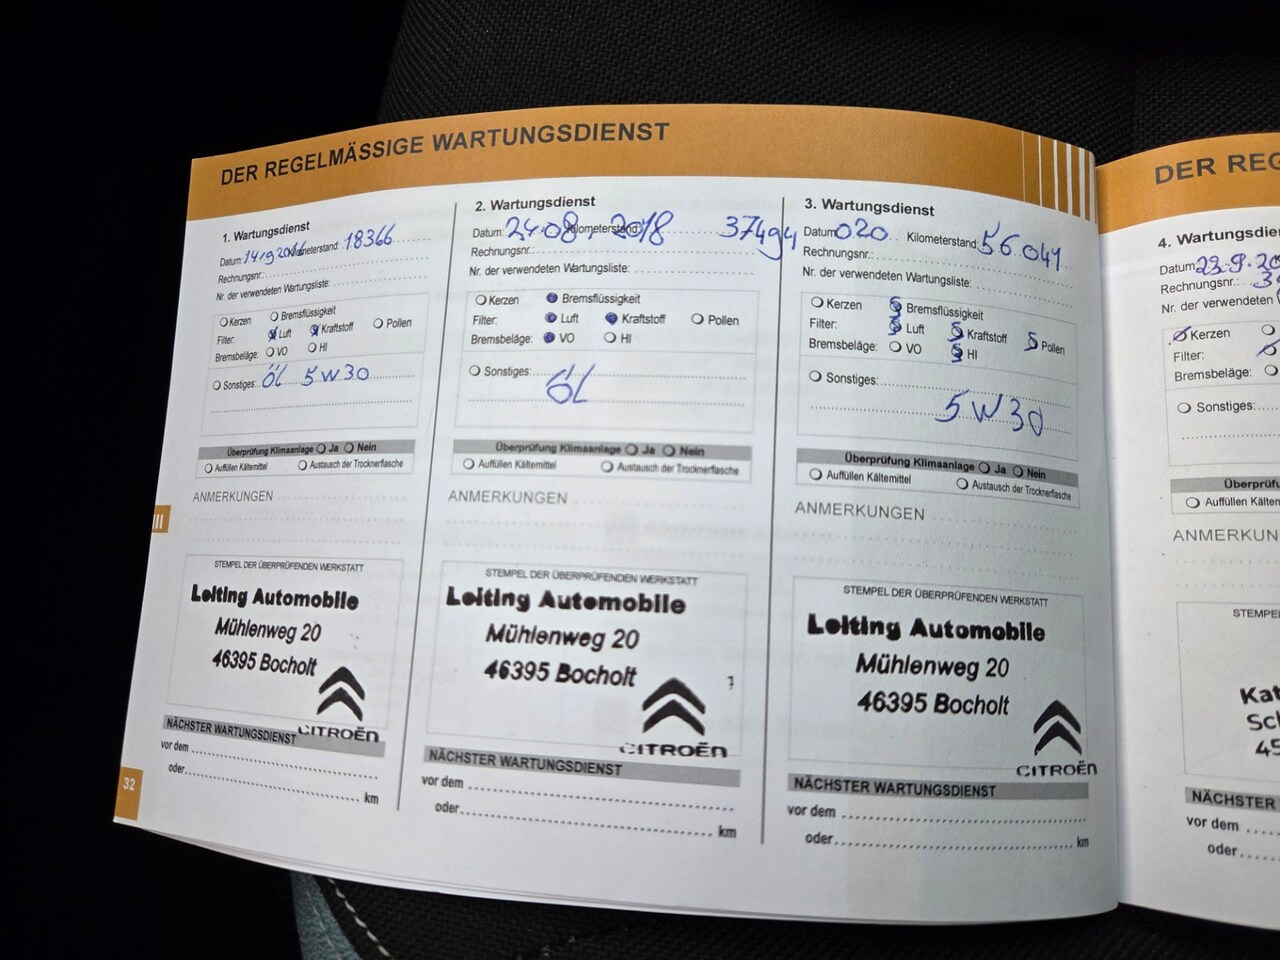 DER REGELMÄSSIGE WARTUNGSDIENST
1. Wartungsdienst
Datum: Kilometerstand: 18366
Rechnungsnr.:
Nr. der verwendeten Wartungsliste:
Kerzen Bremsflüssigkeit
Filter: Luft Kraftstoff Pollen
Bremsbeläge: VO HI
Sonstiges: Öl 5W30
Überprüfung Klimaanlage Ja Nein
Auffüllen Kältemittel Austausch der Trocknerflasche
ANMERKUNGEN
STEMPEL DER ÜBERPRÜFENDEN WERKSTATT
Leiting Automobile
Mühlenweg 20
46395 Bocholt
CITROËN
NÄCHSTER WARTUNGSDIENST
vor dem
oder km
32
2. Wartungsdienst
Datum: 24.08.2018 Kilometerstand: 37494
Rechnungsnr.:
Nr. der verwendeten Wartungsliste:
Kerzen Bremsflüssigkeit
Filter: Luft Kraftstoff Pollen
Bremsbeläge: VO HI
Sonstiges:
ÖL
Überprüfung Klimaanlage Ja Nein
Auffüllen Kältemittel Austausch der Trocknerflasche
ANMERKUNGEN
STEMPEL DER ÜBERPRÜFENDEN WERKSTATT
Leiting Automobile
Mühlenweg 20
46395 Bocholt
CITROËN
NÄCHSTER WARTUNGSDIENST
vor dem
oder km
3. Wartungsdienst
Datum 020 Kilometerstand: 56041
Rechnungsnr.:
Nr. der verwendeten Wartungsliste:
Kerzen Bremsflüssigkeit
Filter: Luft Kraftstoff Pollen
Bremsbeläge: VO HI
Sonstiges:
5W30
Überprüfung Klimaanlage Ja Nein
Auffüllen Kältemittel Austausch der Trocknerflasche
ANMERKUNGEN
STEMPEL DER ÜBERPRÜFENDEN WERKSTATT
Leiting Automobile
Mühlenweg 20
46395 Bocholt
CITROËN
NÄCHSTER WARTUNGSDIENST
vor dem
oder km
DER REG
4. Wartungsdien
Datum: 23.9.20
Rechnungsnr.:
Nr. der verwendeten
Kerzen
Filter:
Bremsbeläge:
Sonstiges:
Überprüfung
Auffüllen Kälten
ANMERKUN
STEMPEL
Kat
Sc
45
NÄCHSTER
vor dem
oder